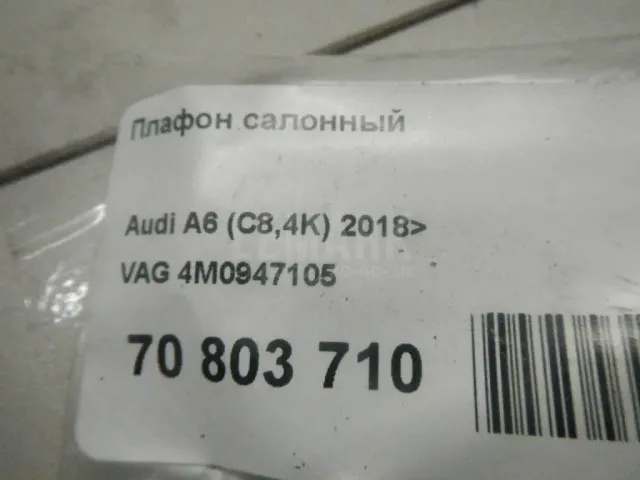 Плафон салонный
Audi A6 (C8,4K) 2018>
VAG 4M0947105
70 803 710